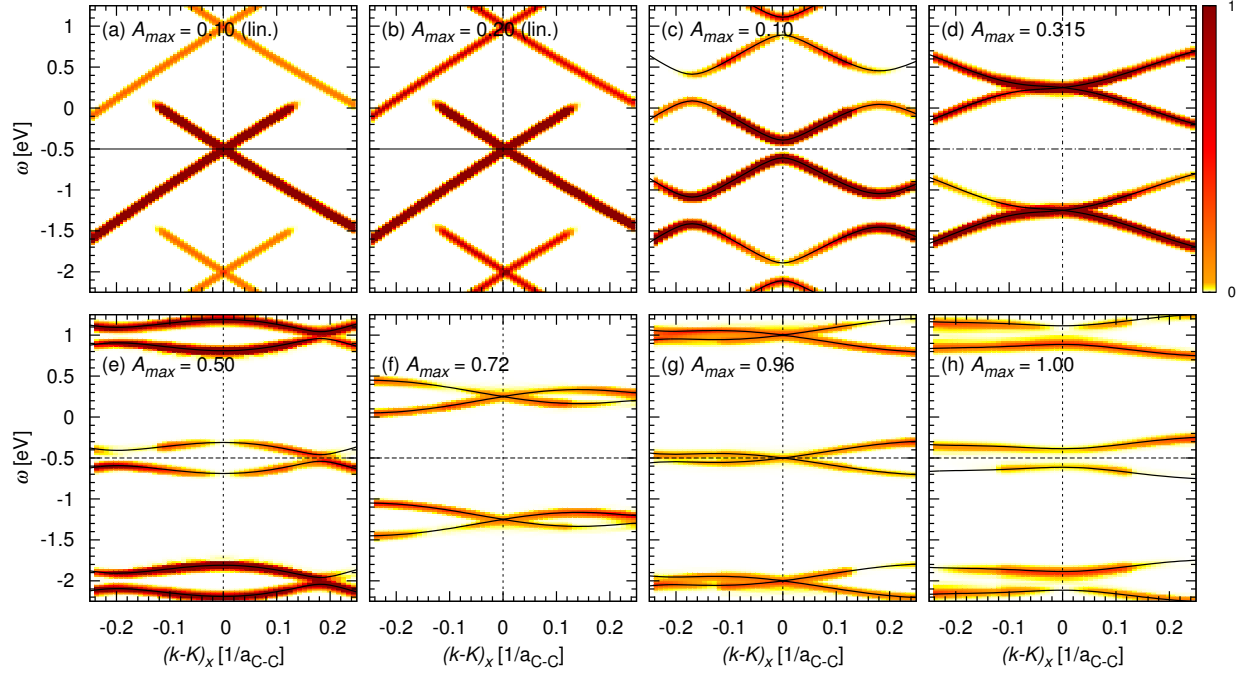 (a) A_max = 0.10 (lin.)
(b) A_max = 0.20 (lin.)
(c) A_max = 0.10
(d) A_max = 0.315
1
0
ω [eV]
1
0.5
0
-0.5
-1
-1.5
-2
(e) A_max = 0.50
(f) A_max = 0.72
(g) A_max = 0.96
(h) A_max = 1.00
ω [eV]
1
0.5
0
-0.5
-1
-1.5
-2
-0.2 -0.1 0 0.1 0.2
-0.2 -0.1 0 0.1 0.2
-0.2 -0.1 0 0.1 0.2
-0.2 -0.1 0 0.1 0.2
(k-K)_x [1/a_C-C]
(k-K)_x [1/a_C-C]
(k-K)_x [1/a_C-C]
(k-K)_x [1/a_C-C]